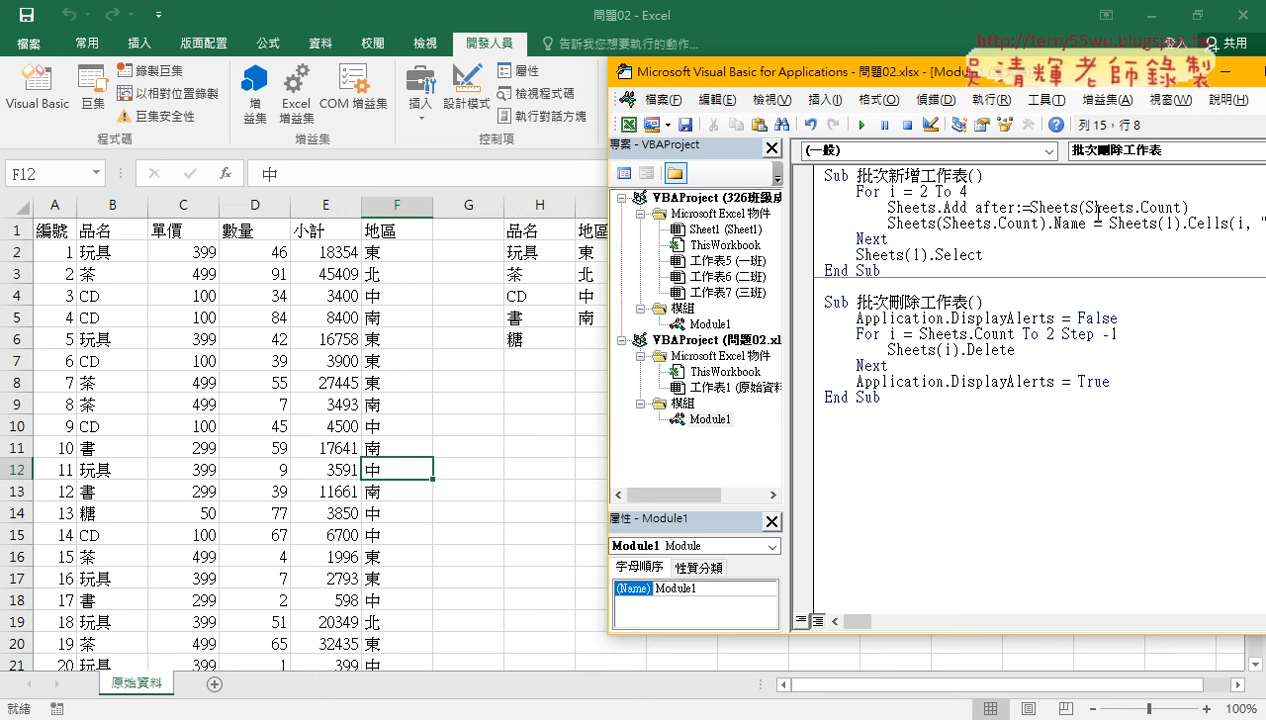 問題02 - Excel
檔案 常用 插入 版面配置 公式 資料 校閱 檢視 開發人員 告訴我您想要執行的動作... 登入 共用
http://terry55wu.blogspot.tw
吳清輝老師錄製
Visual Basic 巨集 錄製巨集 以相對位置錄製 巨集安全性 程式碼
增益集 Excel 增益集 COM 增益集 增益集
插入 設計模式 屬性 檢視程式碼 執行對話方塊 控制項
F12 fx 中
A B C D E F G H
1 編號 品名 單價 數量 小計 地區 品名 地區
2 1 玩具 399 46 18354 東 玩具 東
3 2 茶 499 91 45409 北 茶 北
4 3 CD 100 34 3400 中 CD 中
5 4 CD 100 84 8400 南 書 南
6 5 玩具 399 42 16758 東 糖
7 6 CD 100 39 3900 東
8 7 茶 499 55 27445 東
9 8 茶 499 7 3493 南
10 9 CD 100 45 4500 中
11 10 書 299 59 17641 南
12 11 玩具 399 9 3591 中
13 12 書 299 39 11661 南
14 13 糖 50 77 3850 中
15 14 CD 100 67 6700 中
16 15 茶 499 4 1996 東
17 16 玩具 399 7 2793 東
18 17 書 299 2 598 中
19 18 玩具 399 51 20349 北
20 19 茶 499 65 32435 東
21 20 玩具 399 1 399 中
原始資料
就緒
100%
Microsoft Visual Basic for Applications - 問題02.xlsx - [Modu
檔案(F) 編輯(E) 檢視(V) 插入(I) 格式(O) 偵錯(D) 執行(R) 工具(T) 增益集(A) 視窗(W) 說明(H)
列 15，行 8
專案 - VBAProject
VBAProject (326班級成
Microsoft Excel 物件
Sheet1 (Sheet1)
ThisWorkbook
工作表5 (一班)
工作表6 (二班)
工作表7 (三班)
模組
Module1
VBAProject (問題02.xl
Microsoft Excel 物件
ThisWorkbook
工作表1 (原始資料
模組
Module1
屬性 - Module1
Module1 Module
字母順序 性質分類
(Name) Module1
(一般) 批次刪除工作表
Sub 批次新增工作表()
For i = 2 To 4
Sheets.Add after:=Sheets(Sheets.Count)
Sheets(Sheets.Count).Name = Sheets(1).Cells(i, "
Next
Sheets(1).Select
End Sub
Sub 批次刪除工作表()
Application.DisplayAlerts = False
For i = Sheets.Count To 2 Step -1
Sheets(i).Delete
Next
Application.DisplayAlerts = True
End Sub